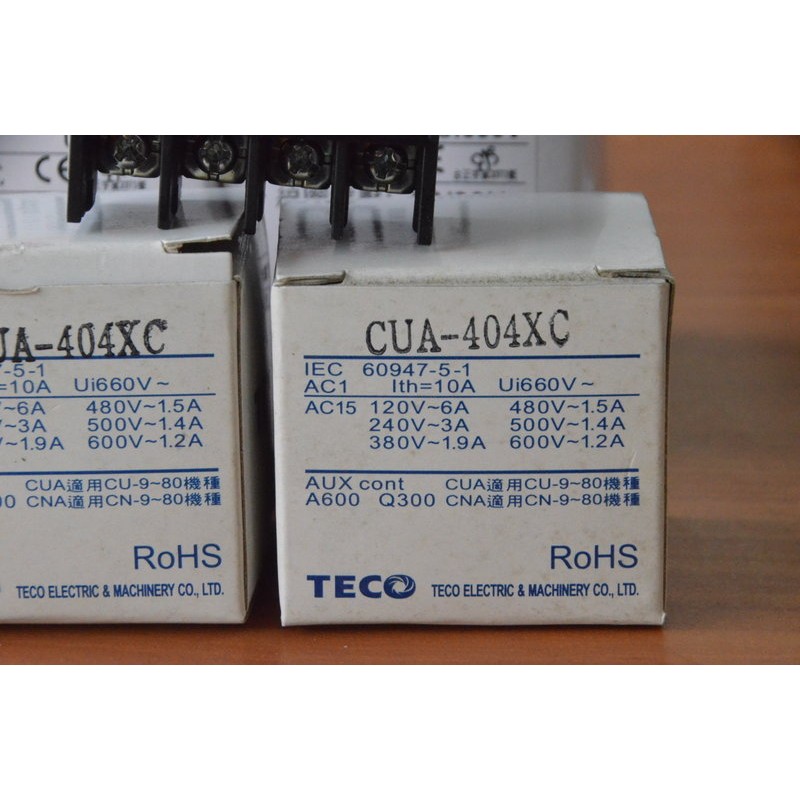 CE
UA-404XC
-5-1
=10A Ui660V~
~6A 480V~1.5A
~3A 500V~1.4A
~1.9A 600V~1.2A
CUA適用CU-9~80機種
00 CNA適用CN-9~80機種
RoHS
TECO ELECTRIC & MACHINERY CO., LTD.
CUA-404XC
IEC 60947-5-1
AC1 Ith=10A Ui660V~
AC15 120V~6A 480V~1.5A
240V~3A 500V~1.4A
380V~1.9A 600V~1.2A
AUX cont CUA適用CU-9~80機種
A600 Q300 CNA適用CN-9~80機種
RoHS
TECO TECO ELECTRIC & MACHINERY CO., LTD.